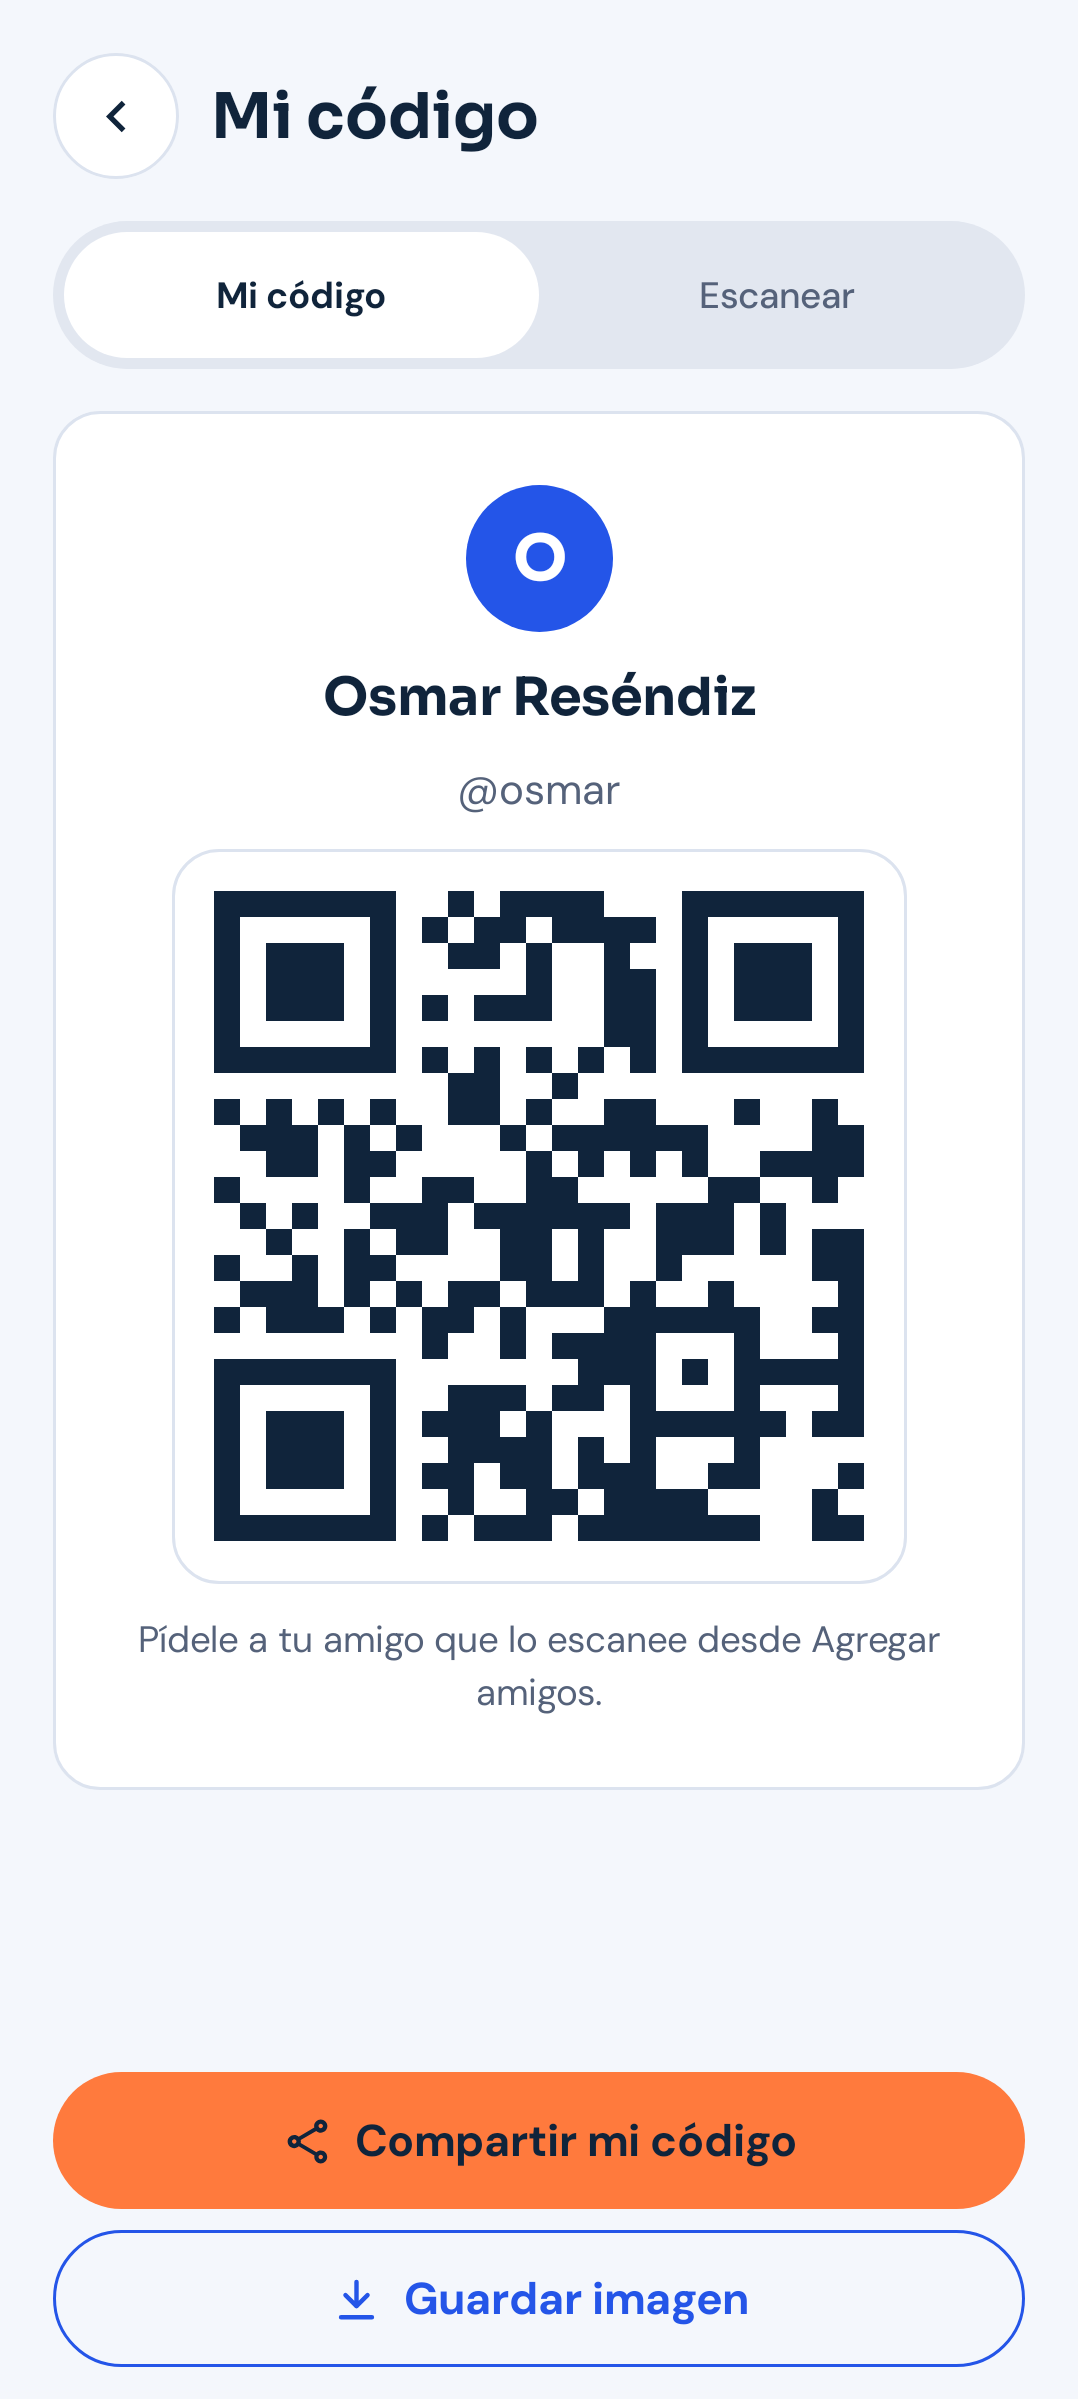 Mi código
Mi código
Escanear
O
Osmar Reséndiz
@osmar
Pídele a tu amigo que lo escanee desde Agregar
amigos.
Compartir mi código
Guardar imagen